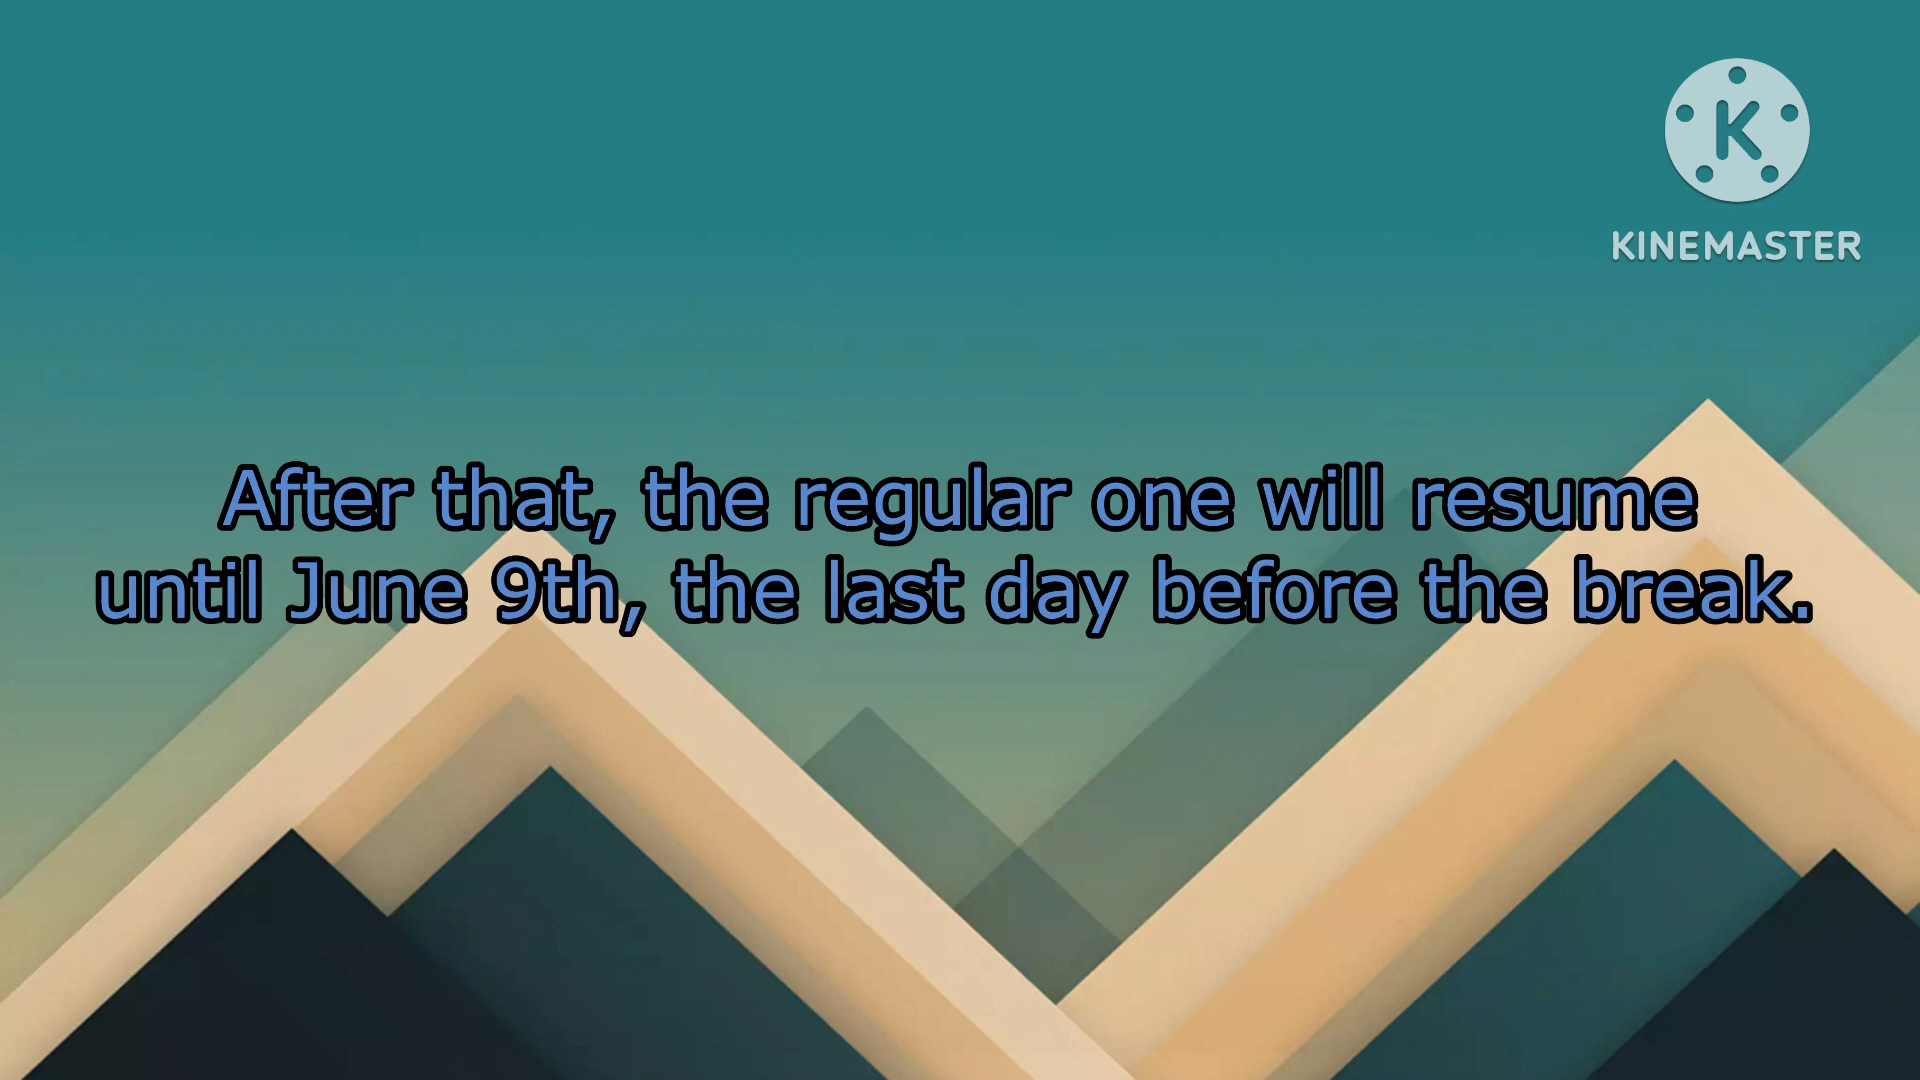 K
KINEMASTER
After that, the regular one will resume
until June 9th, the last day before the break.